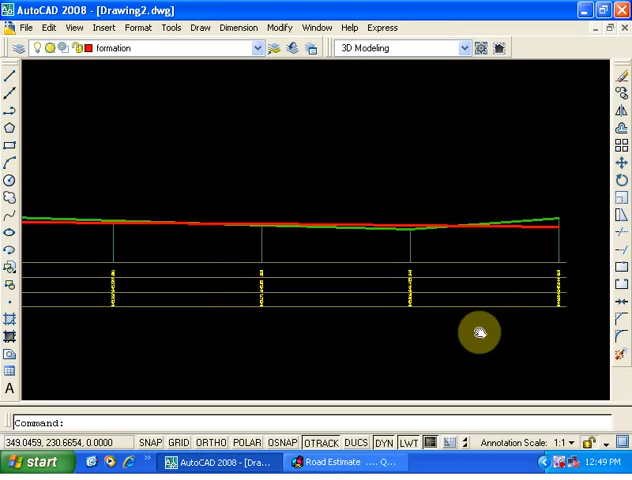 AutoCAD 2008 - [Drawing2.dwg]
File Edit View Insert Format Tools Draw Dimension Modify Window Help Express
formation
3D Modeling
A
Command:
349.0459, 230.6654, 0.0000 SNAP GRID ORTHO POLAR OSNAP OTRACK DUCS DYN LWT Annotation Scale: 1:1
start AutoCAD 2008 - [Dra... Road Estimate .... Q... 12:49 PM